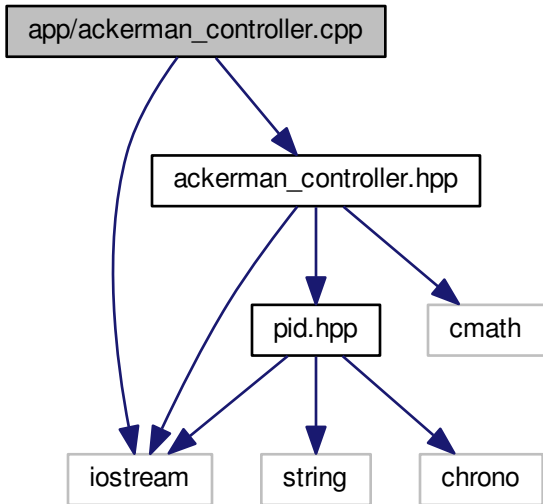 app/ackerman_controller.cpp
ackerman_controller.hpp
pid.hpp
cmath
iostream
string
chrono